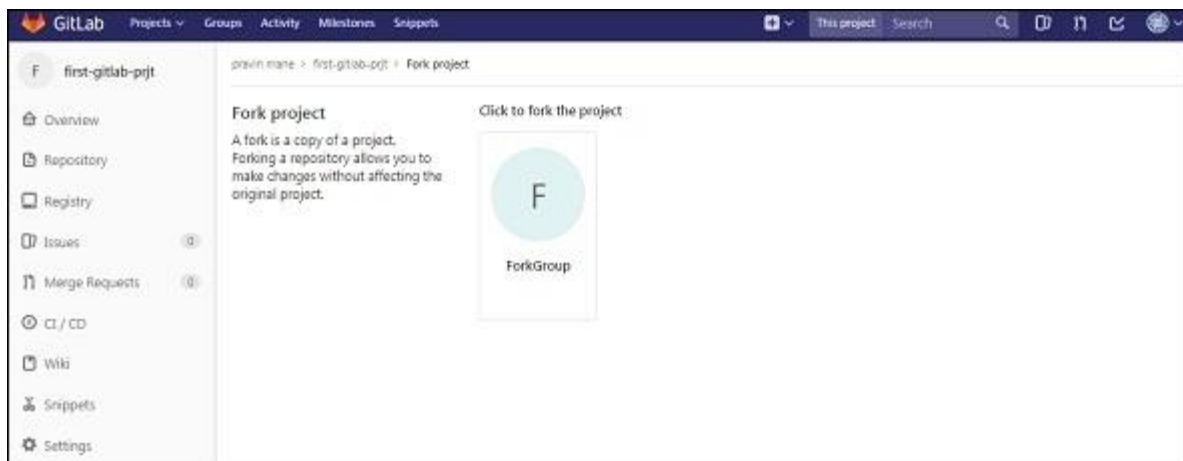 GitLab Projects Groups Activity Milestones Snippets This project Search
F first-gitlab-prjt
pravin mane > first-gitlab-prjt > Fork project
Overview
Repository
Registry
Issues 0
Merge Requests 0
CI / CD
Wiki
Snippets
Settings
Fork project
A fork is a copy of a project.
Forking a repository allows you to
make changes without affecting the
original project.
Click to fork the project
F
ForkGroup